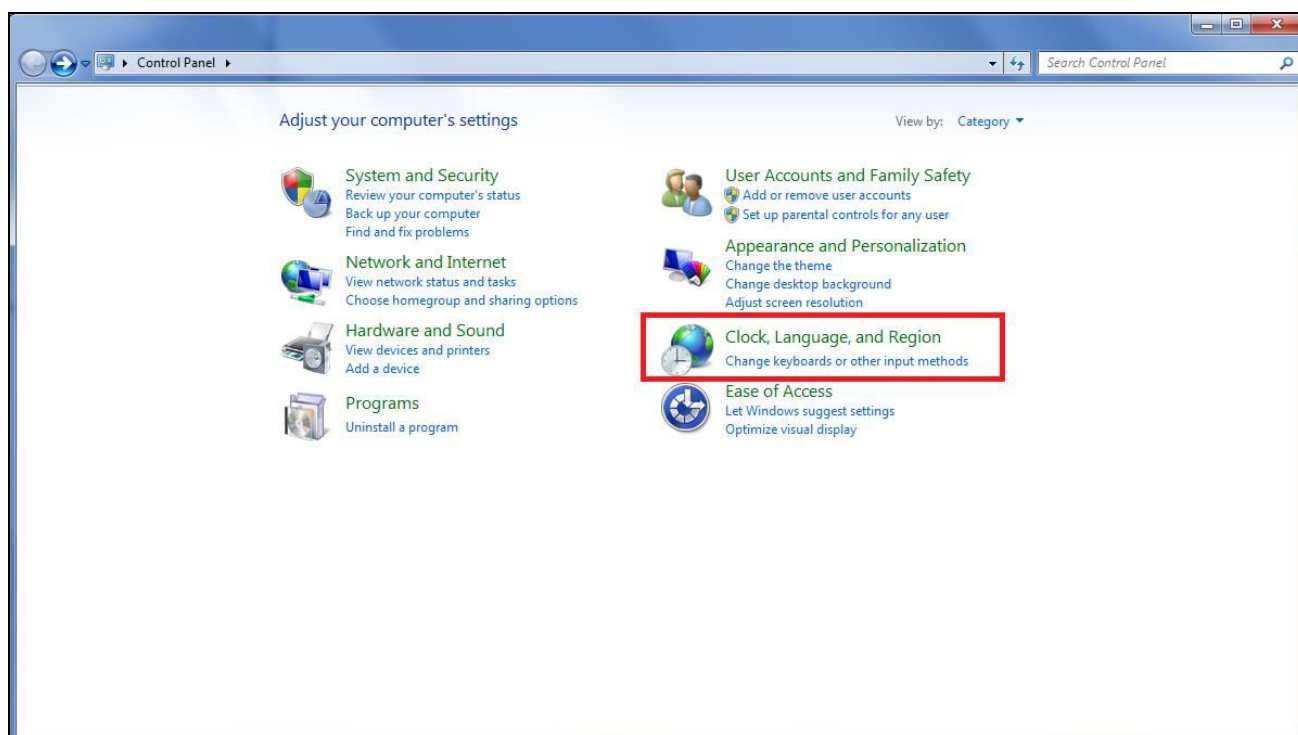 Control Panel
Search Control Panel
Adjust your computer's settings
View by: Category
System and Security
Review your computer's status
Back up your computer
Find and fix problems
Network and Internet
View network status and tasks
Choose homegroup and sharing options
Hardware and Sound
View devices and printers
Add a device
Programs
Uninstall a program
User Accounts and Family Safety
Add or remove user accounts
Set up parental controls for any user
Appearance and Personalization
Change the theme
Change desktop background
Adjust screen resolution
Clock, Language, and Region
Change keyboards or other input methods
Ease of Access
Let Windows suggest settings
Optimize visual display